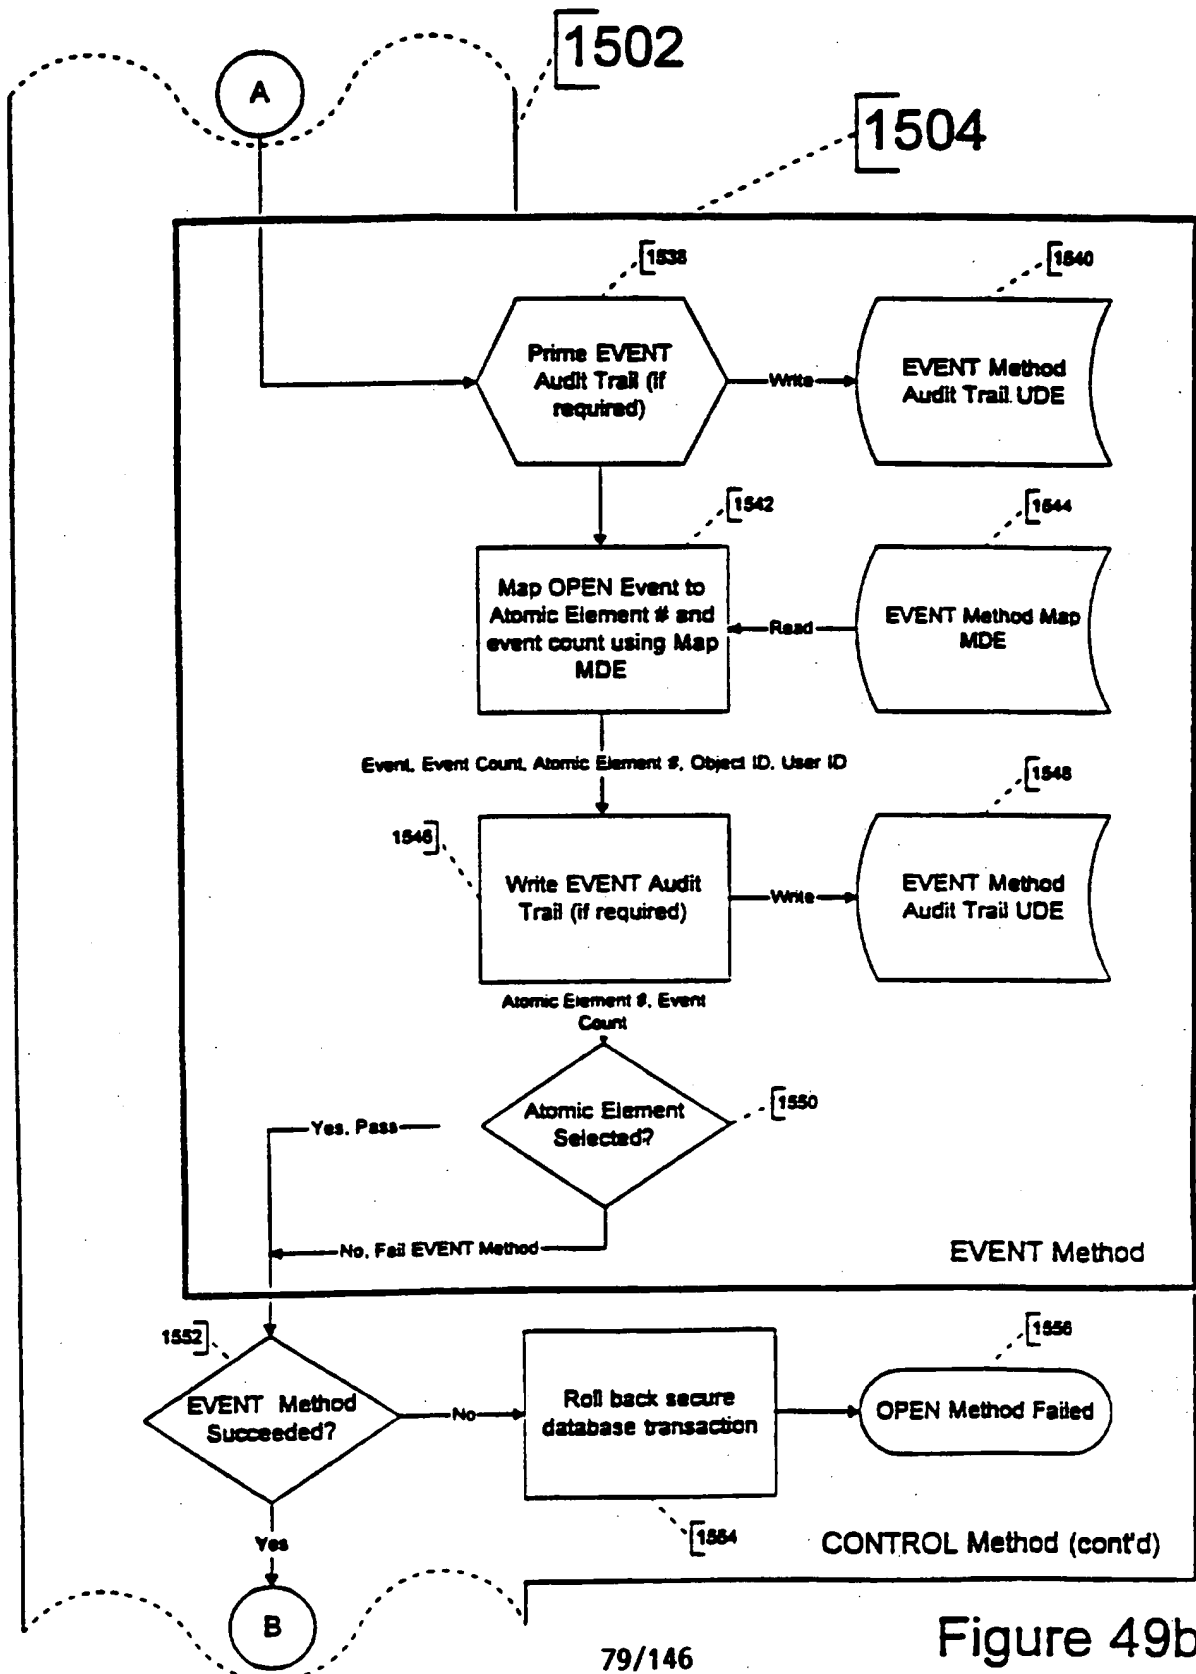 1502
A
1504
1538
1540
Prime EVENT
Audit Trail (if
required)
Write
EVENT Method
Audit Trail UDE
1542
1544
Map OPEN Event to
Atomic Element # and
event count using Map
MDE
Read
EVENT Method Map
MDE
Event, Event Count, Atomic Element #, Object ID, User ID
1546
1548
Write EVENT Audit
Trail (if required)
Write
EVENT Method
Audit Trail UDE
Atomic Element #, Event
Count
1550
Atomic Element
Selected?
Yes, Pass
No, Fail EVENT Method
EVENT Method
1552
1556
EVENT Method
Succeeded?
No
Roll back secure
database transaction
OPEN Method Failed
1554
Yes
CONTROL Method (cont'd)
B
Figure 49b
79/146